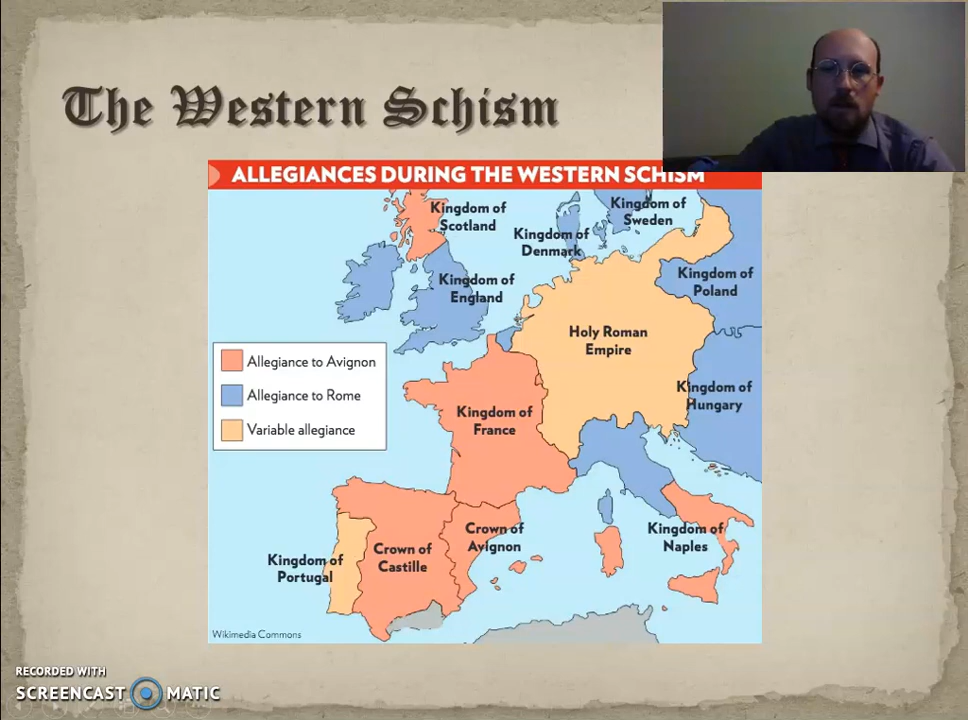 The Western Schism
ALLEGIANCES DURING THE WESTERN SCHISM
Kingdom of
Scotland
Kingdom of
Sweden
Kingdom of
Denmark
Kingdom of
England
Kingdom of
Poland
Holy Roman
Empire
Allegiance to Avignon
Allegiance to Rome
Variable allegiance
Kingdom of
Hungary
Kingdom of
France
Crown of
Avignon
Kingdom of
Naples
Kingdom of
Portugal
Crown of
Castille
Wikimedia Commons
RECORDED WITH
SCREENCAST MATIC